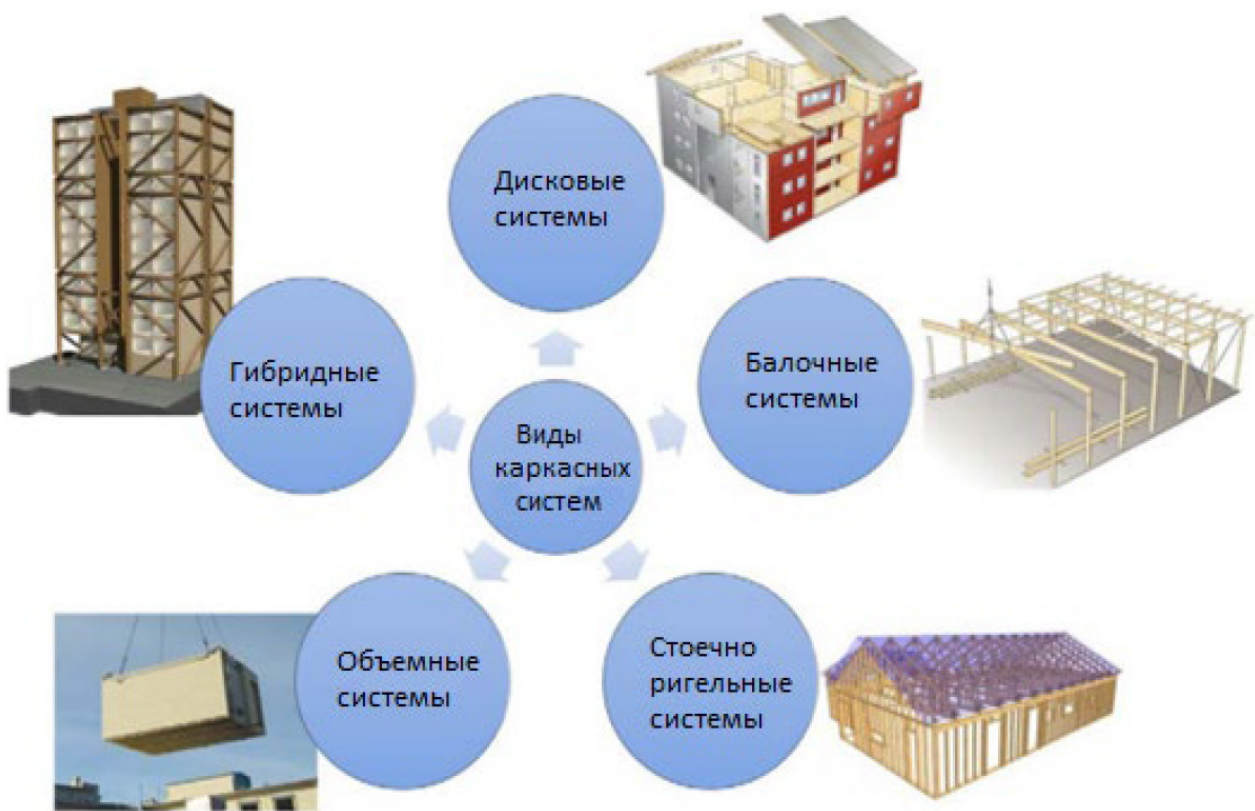 Дисковые
системы
Гибридные
системы
Балочные
системы
Виды
каркасных
систем
Объемные
системы
Стоечно
ригельные
системы